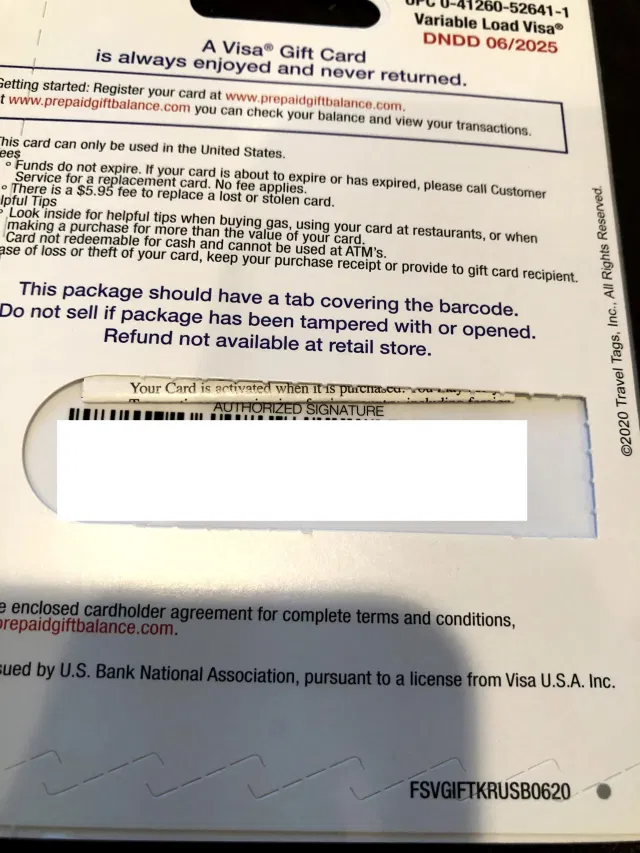 UPC 0-41260-52641-1
Variable Load Visa®
DNDD 06/2025
A Visa® Gift Card
is always enjoyed and never returned.
Getting started: Register your card at www.prepaidgiftbalance.com.
t www.prepaidgiftbalance.com you can check your balance and view your transactions.
This card can only be used in the United States.
ees
° Funds do not expire. If your card is about to expire or has expired, please call Customer
Service for a replacement card. No fee applies.
° There is a $5.95 fee to replace a lost or stolen card.
lpful Tips
° Look inside for helpful tips when buying gas, using your card at restaurants, or when
making a purchase for more than the value of your card.
Card not redeemable for cash and cannot be used at ATM's.
ase of loss or theft of your card, keep your purchase receipt or provide to gift card recipient.
This package should have a tab covering the barcode.
Do not sell if package has been tampered with or opened.
Refund not available at retail store.
Your Card is activated when it is purchased. You may
including foreign
AUTHORIZED SIGNATURE
e enclosed cardholder agreement for complete terms and conditions,
prepaidgiftbalance.com.
sued by U.S. Bank National Association, pursuant to a license from Visa U.S.A. Inc.
FSVGIFTKRUSB0620
©2020 Travel Tags, Inc., All Rights Reserved.